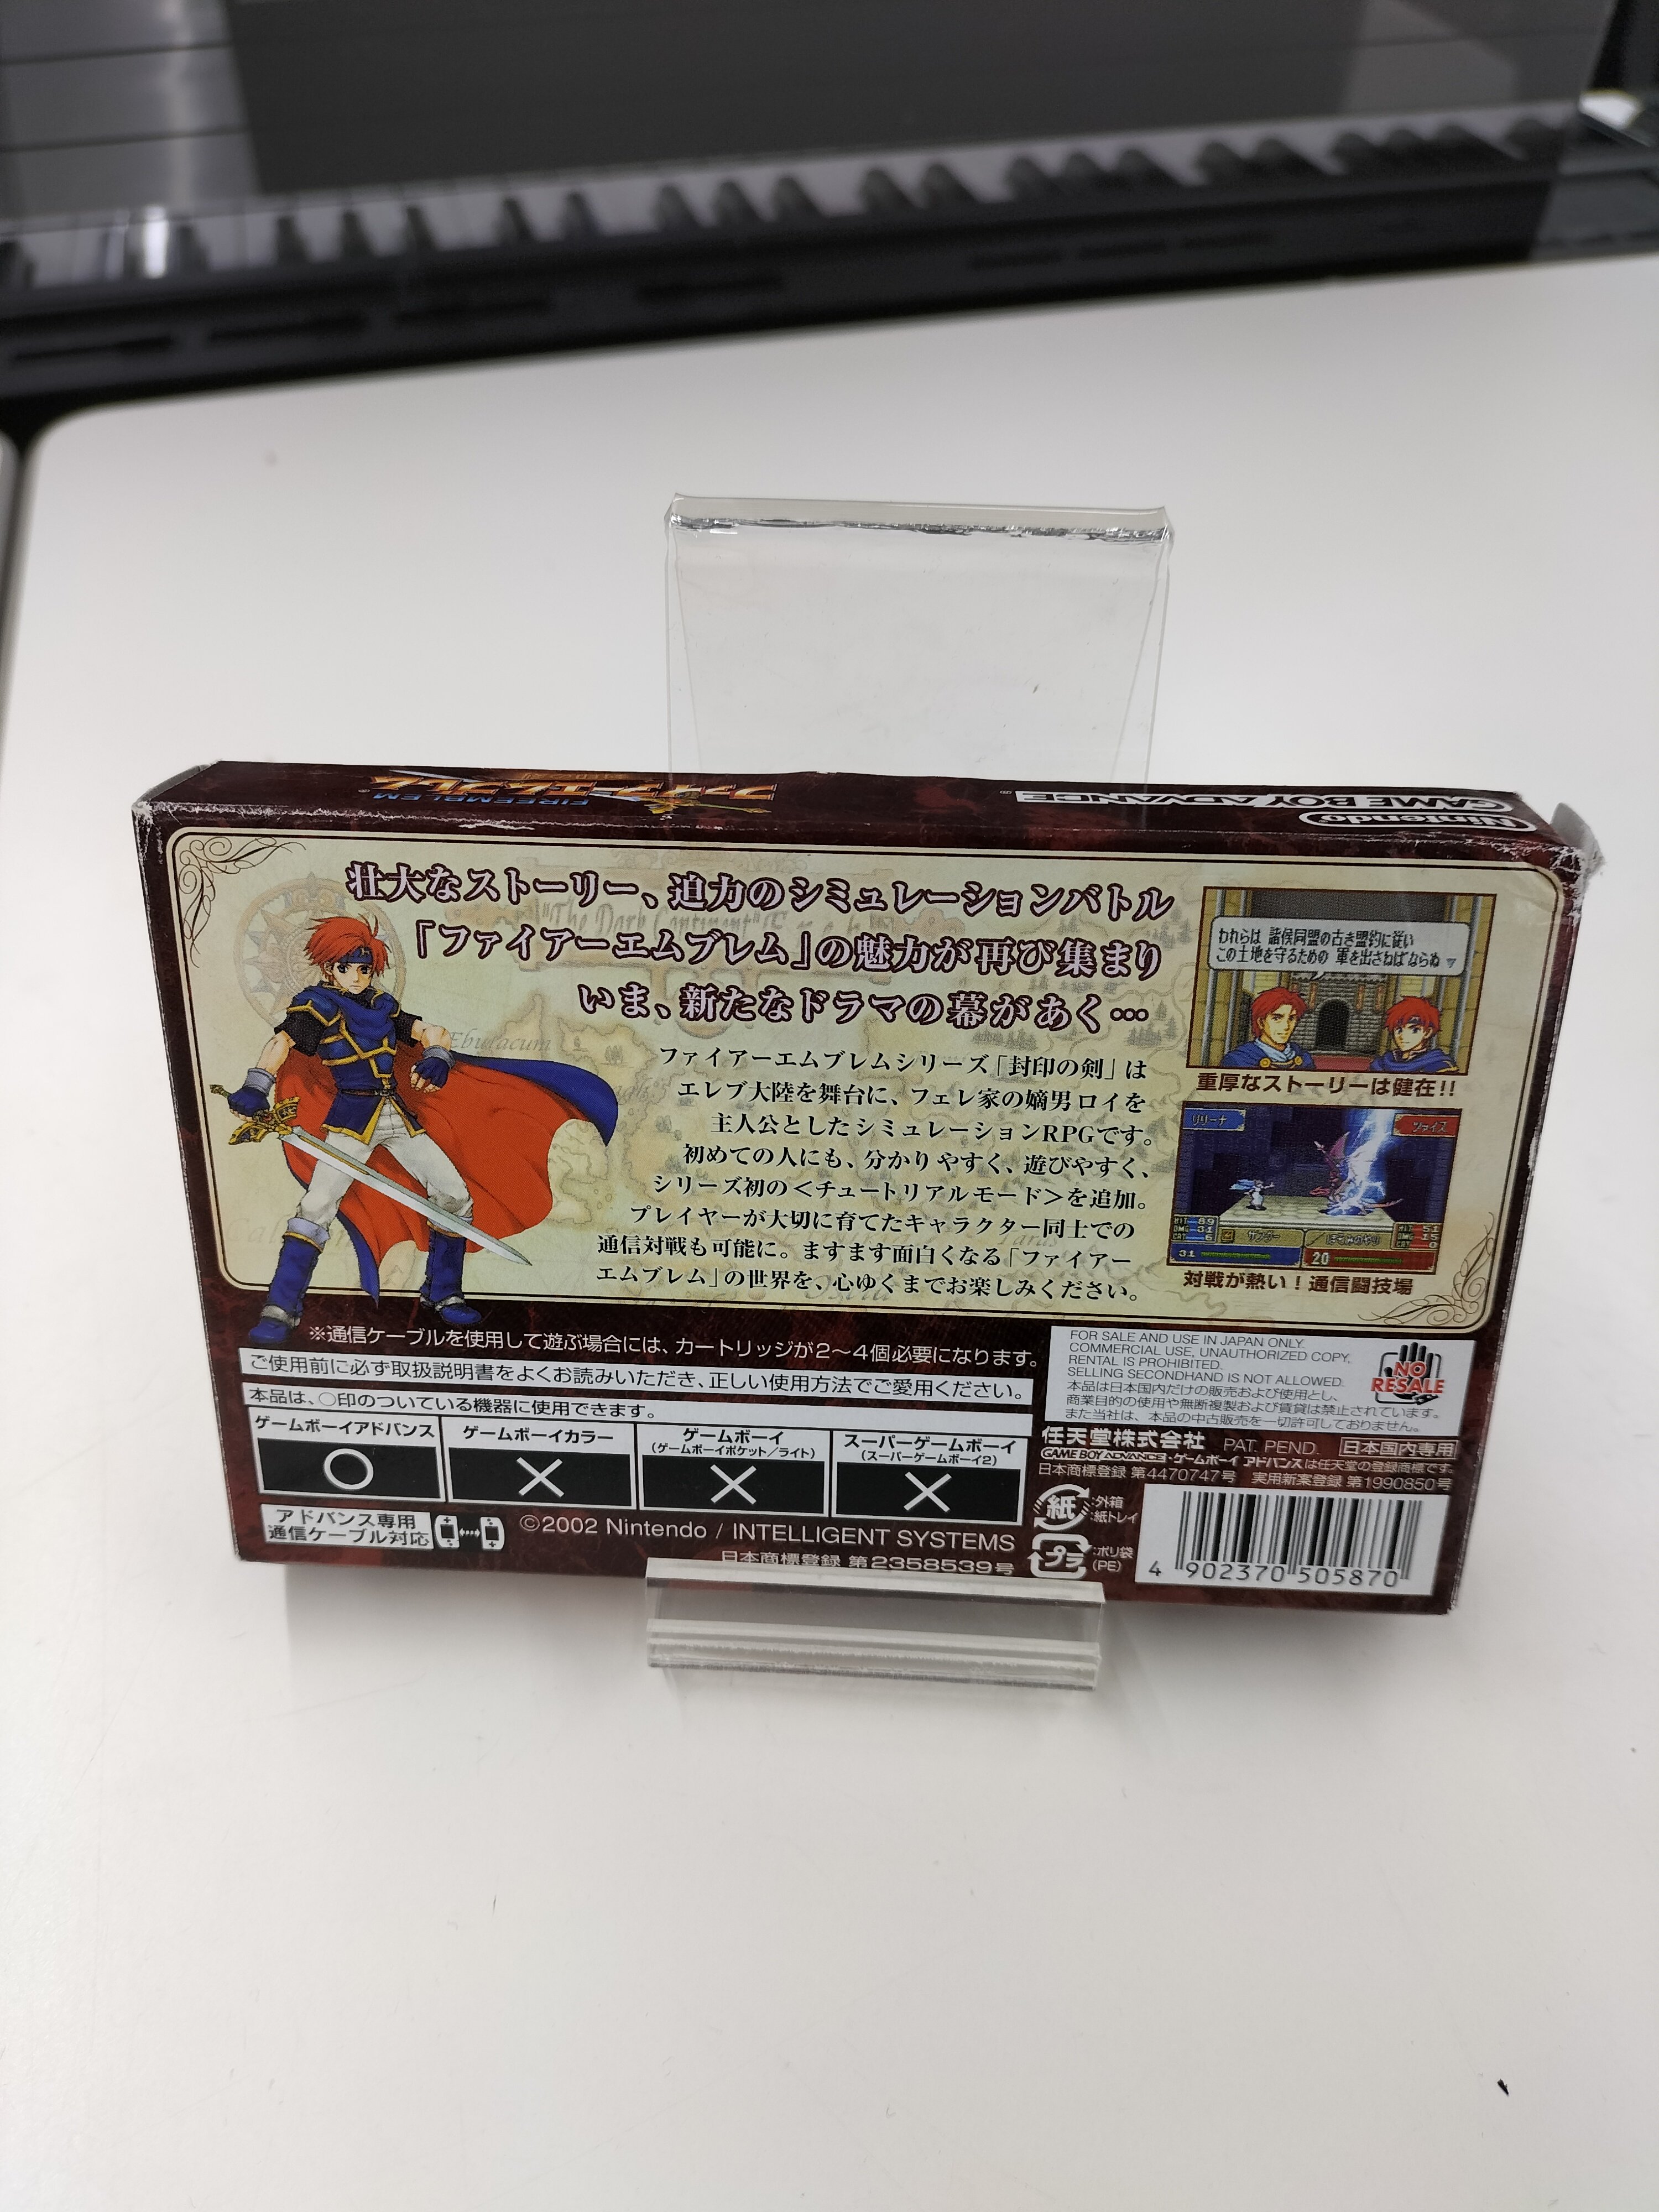 Nintendo
GAME BOY ADVANCE
FIRE EMBLEM
ファイアーエムブレム
壮大なストーリー、迫力のシミュレーションバトル
「ファイアーエムブレム」の魅力が再び集まり
いま、新たなドラマの幕があく…
ファイアーエムブレムシリーズ「封印の剣」は
エレブ大陸を舞台に、フェレ家の嫡男ロイを
主人公としたシミュレーションRPGです。
初めての人にも、分かりやすく、遊びやすく、
シリーズ初の<チュートリアルモード>を追加。
プレイヤーが大切に育てたキャラクター同士での
通信対戦も可能に。ますます面白くなる「ファイアー
エムブレム」の世界を、心ゆくまでお楽しみください。
われらは 諸侯同盟の古き盟約に従い
この土地を守るための 軍を出さねばならぬ
重厚なストーリーは健在!!
リリーナ
ツァイス
HIT 89
DMG 31
CRT 6
サンダー
HIT 51
DMG 15
CRT 0
31
20
対戦が熱い!通信闘技場
※通信ケーブルを使用して遊ぶ場合には、カートリッジが2〜4個必要になります。
ご使用前に必ず取扱説明書をよくお読みいただき、正しい使用方法でご愛用ください。
本品は、○印のついている機器に使用できます。
ゲームボーイアドバンス
○
ゲームボーイカラー
×
ゲームボーイ
(ゲームボーイポケット/ライト)
×
スーパーゲームボーイ
(スーパーゲームボーイ2)
×
アドバンス専用
通信ケーブル対応
©2002 Nintendo / INTELLIGENT SYSTEMS
日本商標登録 第2358539号
FOR SALE AND USE IN JAPAN ONLY.
COMMERCIAL USE, UNAUTHORIZED COPY,
RENTAL IS PROHIBITED.
SELLING SECONDHAND IS NOT ALLOWED.
本品は日本国内だけの販売および使用とし、
商業目的の使用や無断複製および賃貸は禁止されています。
また当社は、本品の中古販売を一切許可しておりません。
NO
RESALE
任天堂株式会社 PAT. PEND. 日本国内専用
GAME BOY ADVANCE・ゲームボーイ アドバンスは任天堂の登録商標です。
日本商標登録 第4470747号 実用新案登録 第1990850号
紙 :外箱
:紙トレイ
プラ :ポリ袋
(PE)
4 902370 505870